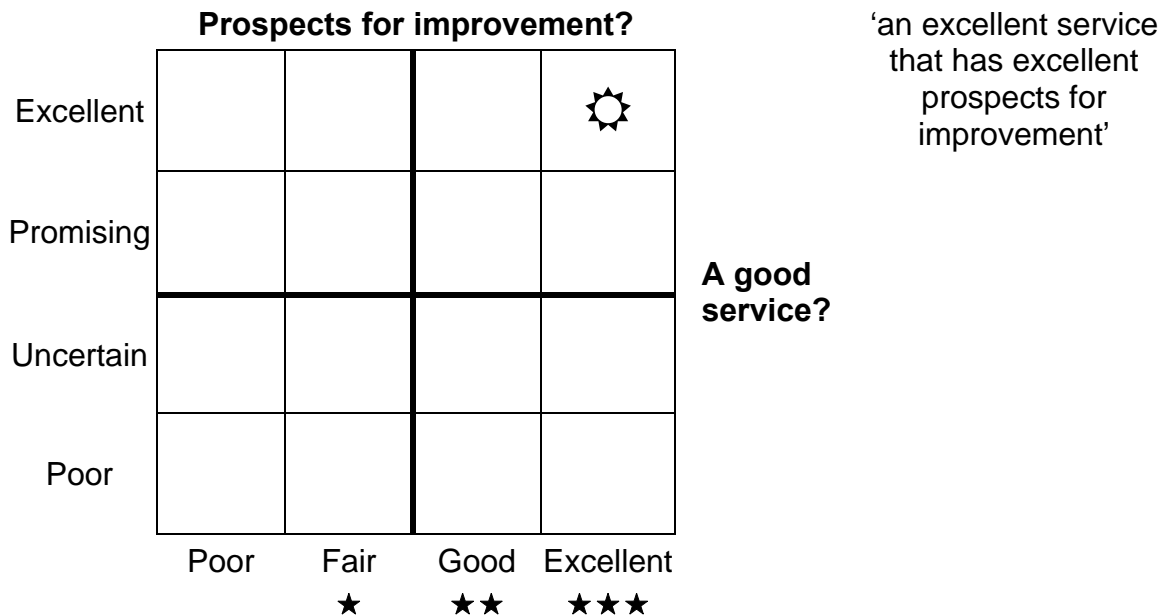 Prospects for improvement?
‘an excellent service
that has excellent
prospects for
improvement’
Excellent
Promising
A good
service?
Uncertain
Poor
Poor Fair Good Excellent
★ ★★ ★★★